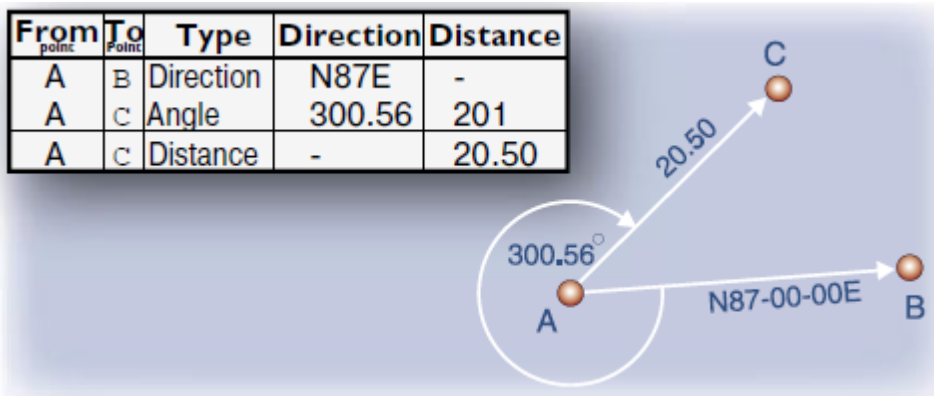 From To Type Direction Distance
point Point
A B Direction N87E -
A C Angle 300.56 201
A C Distance - 20.50
C
20.50
300.56°
N87-00-00E
A
B